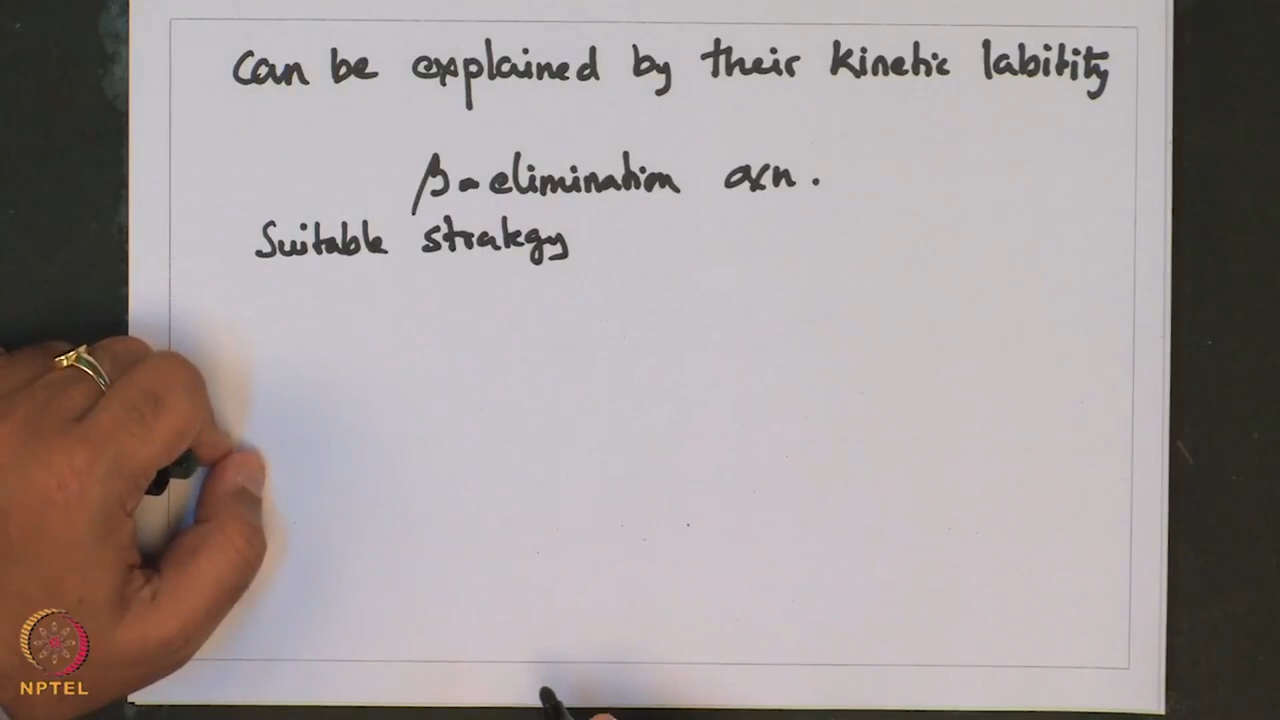 can be explained by their kinetic lability
β-elimination rxn.
Suitable strategy
NPTEL